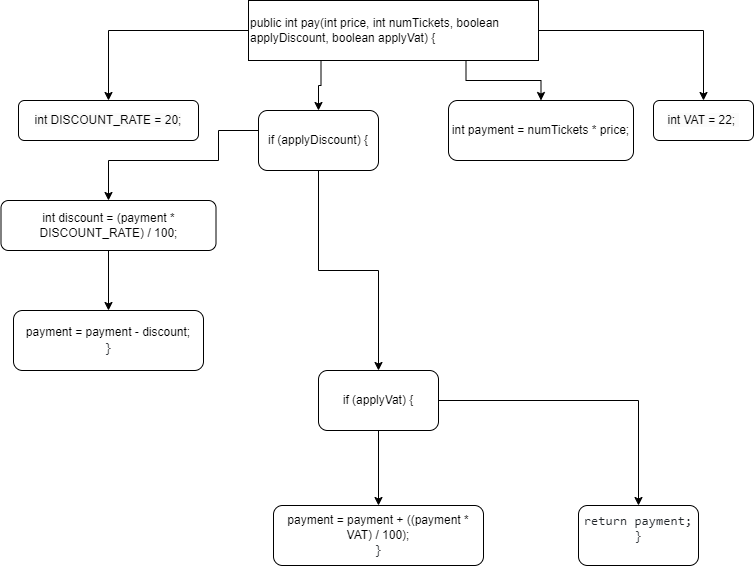 public int pay(int price, int numTickets, boolean
applyDiscount, boolean applyVat) {
int DISCOUNT_RATE = 20;
if (applyDiscount) {
int payment = numTickets * price;
int VAT = 22;
int discount = (payment *
DISCOUNT_RATE) / 100;
payment = payment - discount;
}
if (applyVat) {
payment = payment + ((payment *
VAT) / 100);
}
return payment;
}